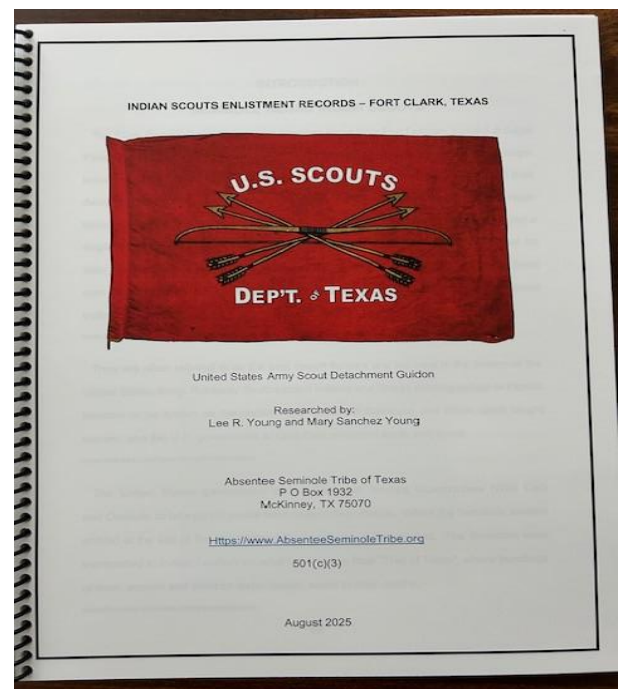 INDIAN SCOUTS ENLISTMENT RECORDS – FORT CLARK, TEXAS
U.S. SCOUTS
DEP'T. of TEXAS
United States Army Scout Detachment Guidon
Researched by:
Lee R. Young and Mary Sanchez Young
Absentee Seminole Tribe of Texas
P O Box 1932
McKinney, TX 75070
Https://www.AbsenteeSeminoleTribe.org
501(c)(3)
August 2025